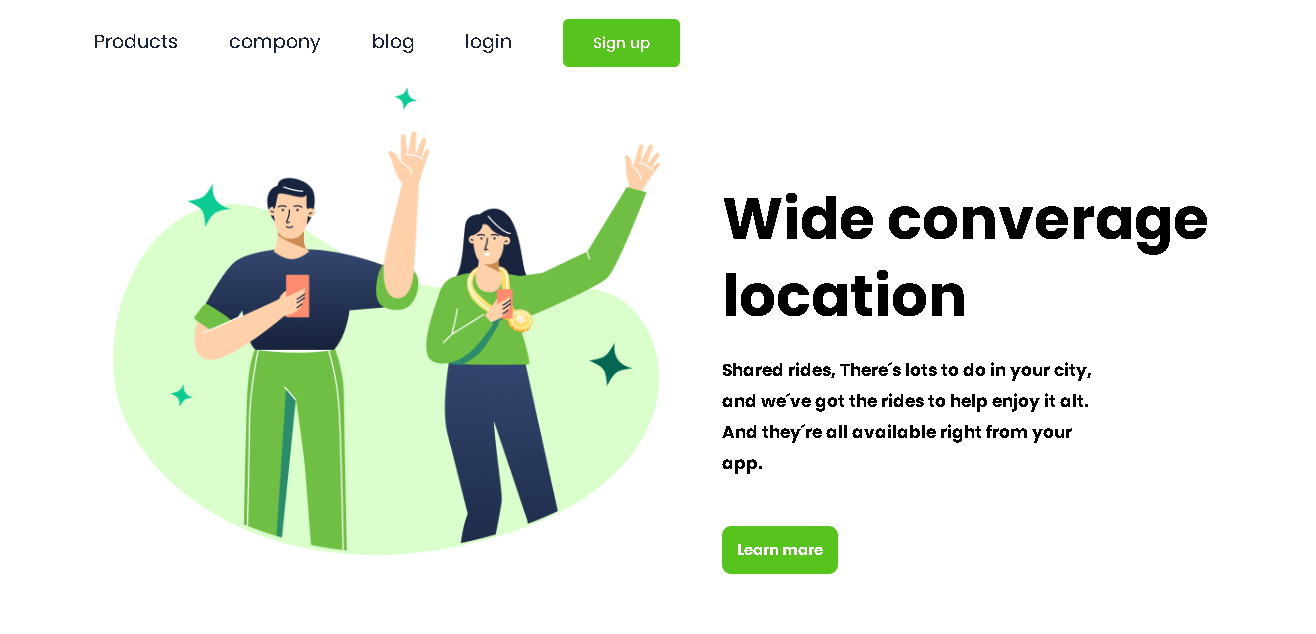 Products company blog login Sign up
Wide converage
location
Shared rides, There´s lots to do in your city,
and we´ve got the rides to help enjoy it alt.
And they´re all available right from your
app.
Learn mare